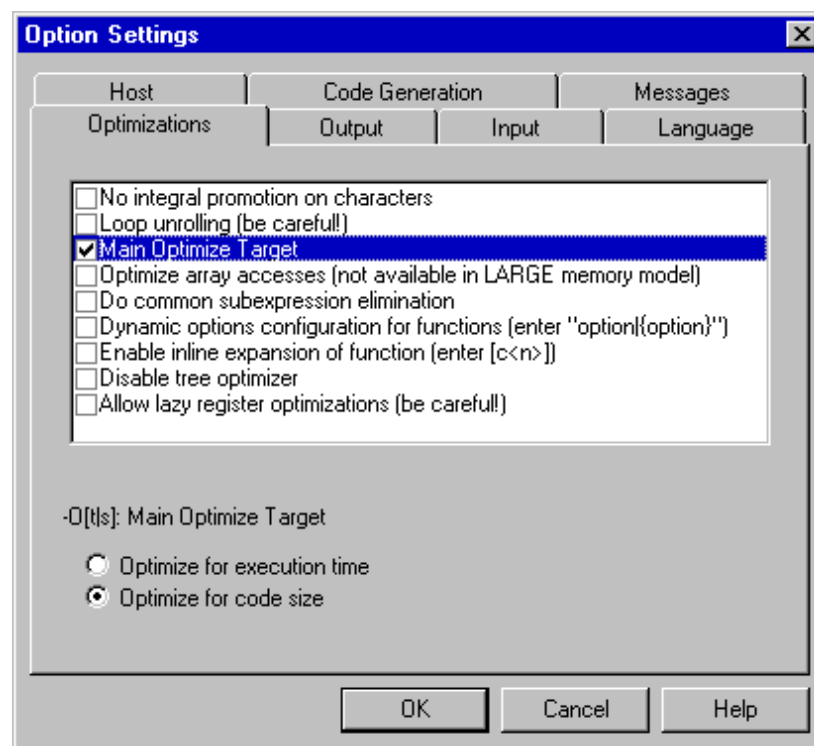 Option Settings
Host Code Generation Messages
Optimizations Output Input Language
No integral promotion on characters
Loop unrolling (be careful!)
Main Optimize Target
Optimize array accesses (not available in LARGE memory model)
Do common subexpression elimination
Dynamic options configuration for functions (enter "option|{option}")
Enable inline expansion of function (enter [c<n>])
Disable tree optimizer
Allow lazy register optimizations (be careful!)
-O[t|s]: Main Optimize Target
Optimize for execution time
Optimize for code size
OK Cancel Help